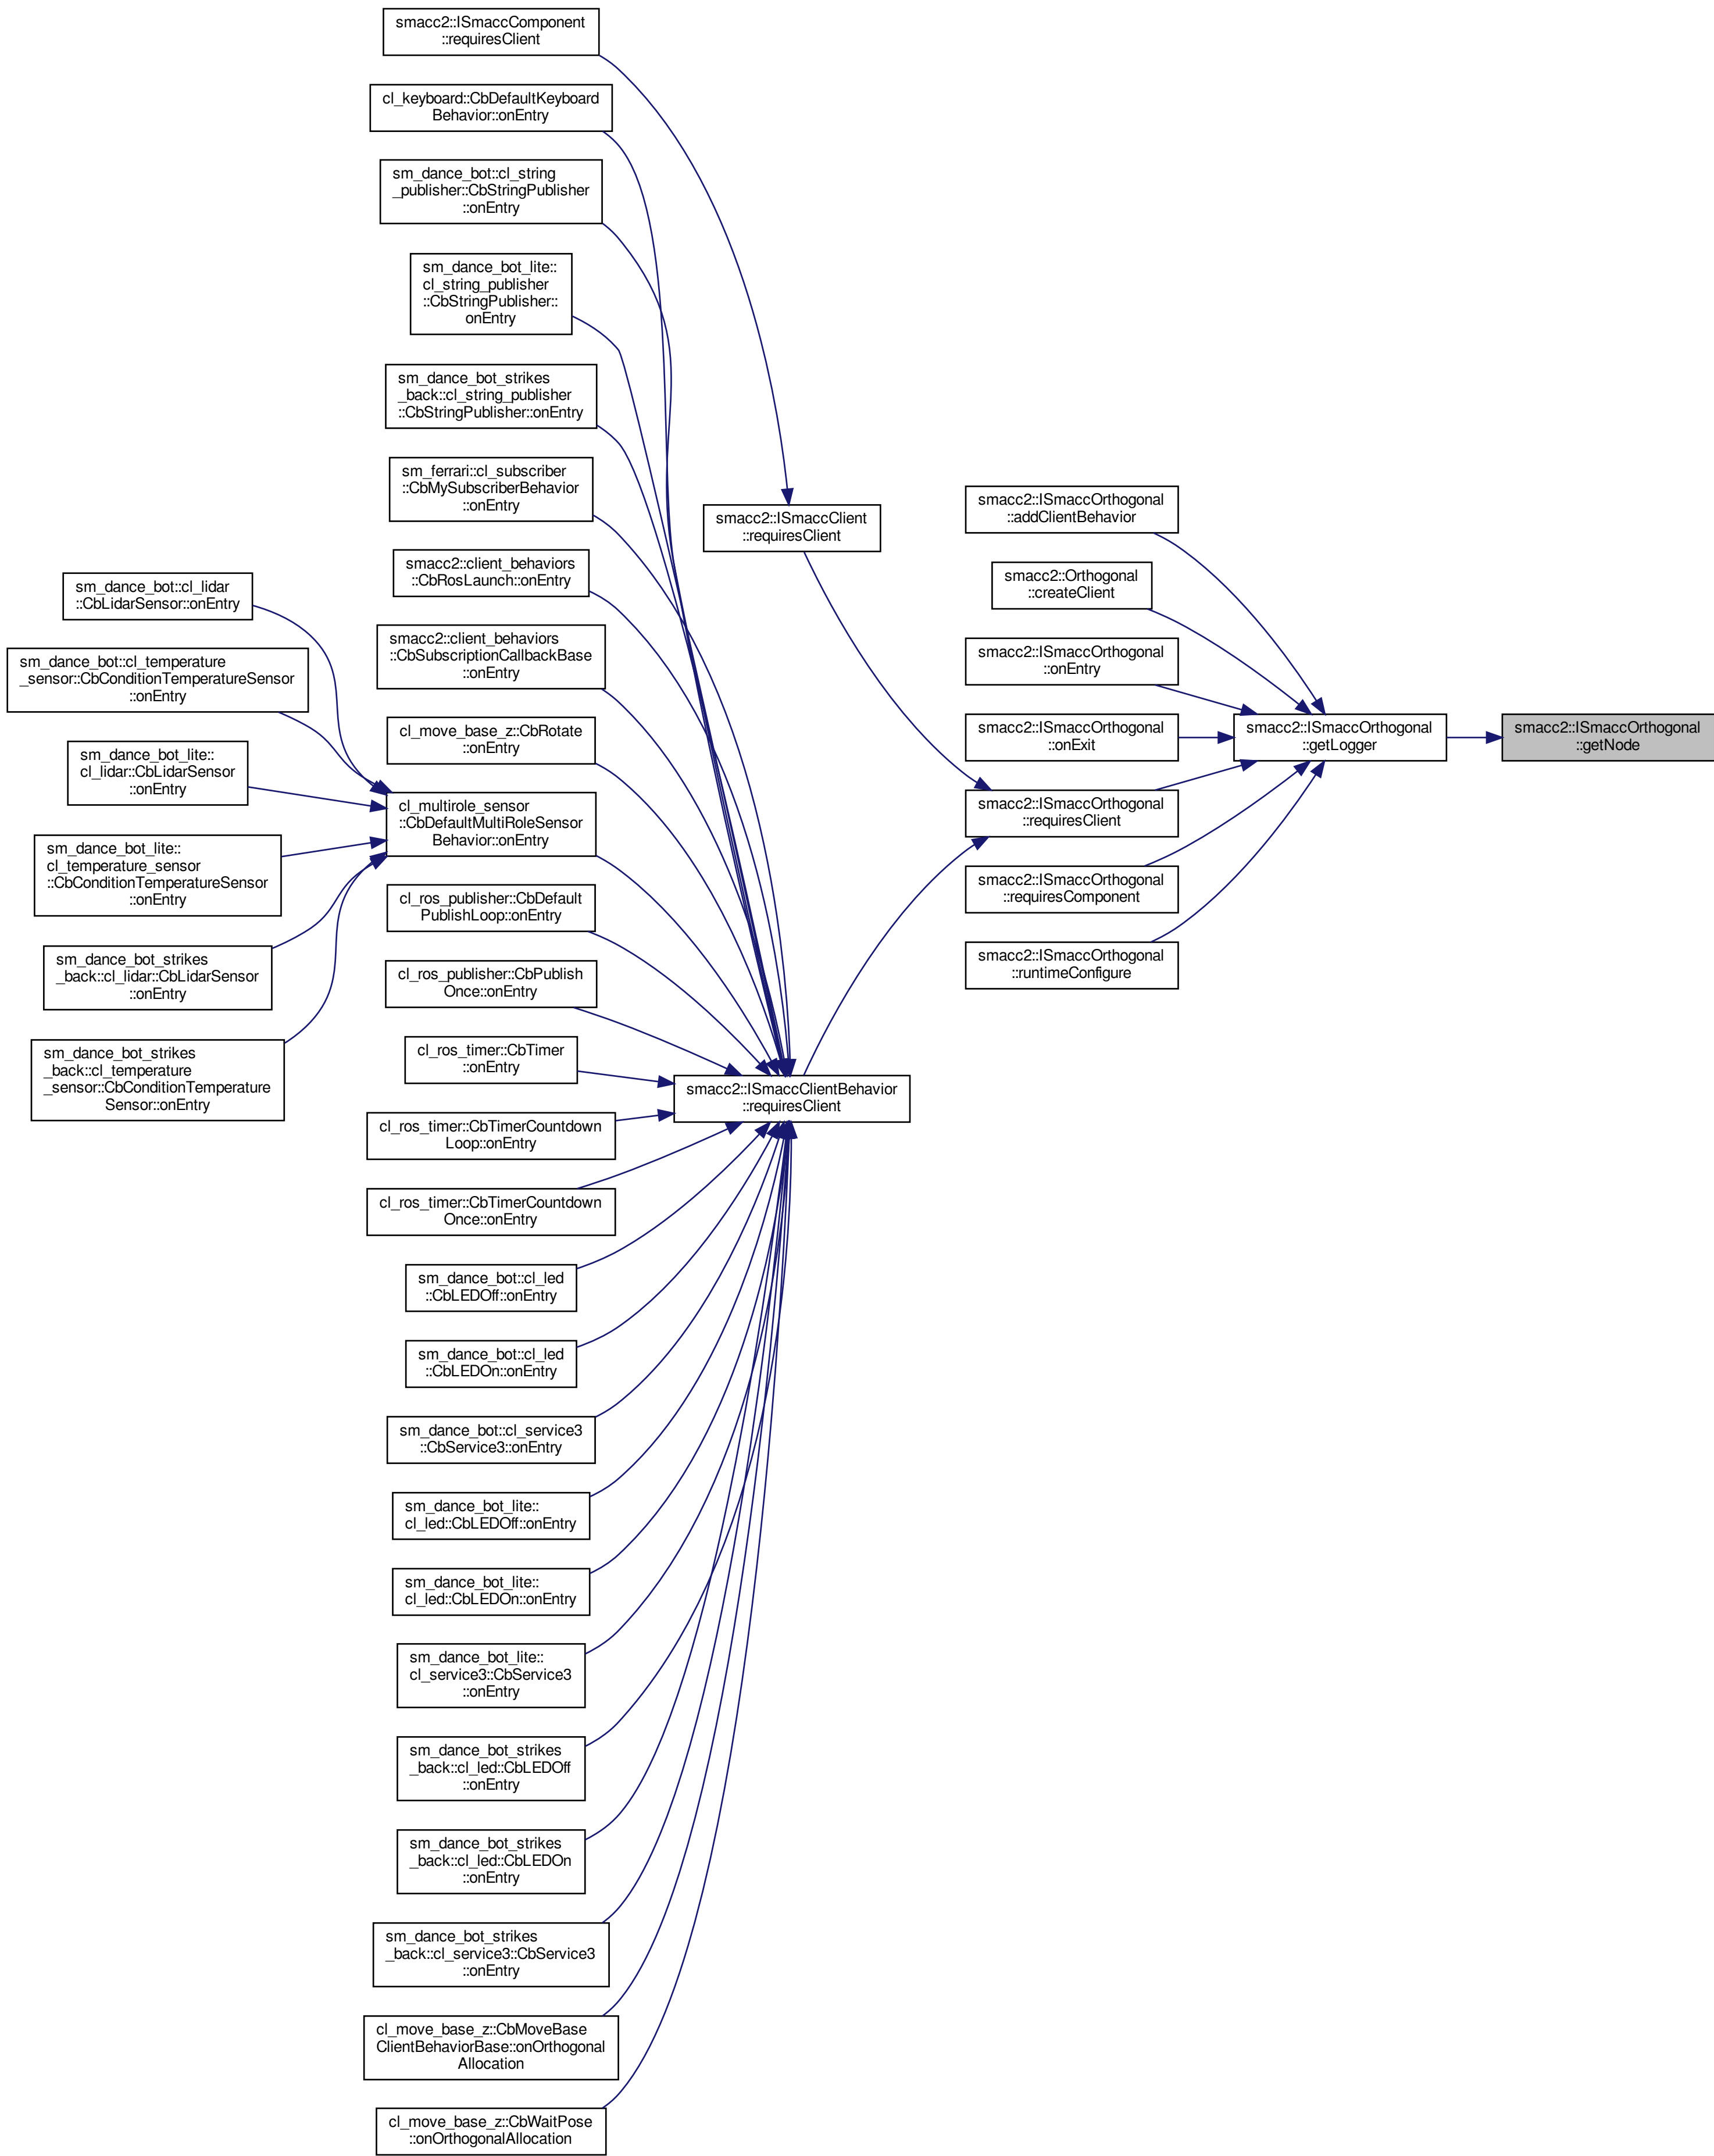 smacc2::ISmaccComponent
::requiresClient
cl_keyboard::CbDefaultKeyboard
Behavior::onEntry
sm_dance_bot::cl_string
_publisher::CbStringPublisher
::onEntry
sm_dance_bot_lite::
cl_string_publisher
::CbStringPublisher::
onEntry
sm_dance_bot_strikes
_back::cl_string_publisher
::CbStringPublisher::onEntry
sm_ferrari::cl_subscriber
::CbMySubscriberBehavior
::onEntry
smacc2::client_behaviors
::CbRosLaunch::onEntry
smacc2::client_behaviors
::CbSubscriptionCallbackBase
::onEntry
cl_move_base_z::CbRotate
::onEntry
cl_multirole_sensor
::CbDefaultMultiRoleSensor
Behavior::onEntry
cl_ros_publisher::CbDefault
PublishLoop::onEntry
cl_ros_publisher::CbPublish
Once::onEntry
cl_ros_timer::CbTimer
::onEntry
cl_ros_timer::CbTimerCountdown
Loop::onEntry
cl_ros_timer::CbTimerCountdown
Once::onEntry
sm_dance_bot::cl_led
::CbLEDOff::onEntry
sm_dance_bot::cl_led
::CbLEDOn::onEntry
sm_dance_bot::cl_service3
::CbService3::onEntry
sm_dance_bot_lite::
cl_led::CbLEDOff::onEntry
sm_dance_bot_lite::
cl_led::CbLEDOn::onEntry
sm_dance_bot_lite::
cl_service3::CbService3
::onEntry
sm_dance_bot_strikes
_back::cl_led::CbLEDOff
::onEntry
sm_dance_bot_strikes
_back::cl_led::CbLEDOn
::onEntry
sm_dance_bot_strikes
_back::cl_service3::CbService3
::onEntry
cl_move_base_z::CbMoveBase
ClientBehaviorBase::onOrthogonal
Allocation
cl_move_base_z::CbWaitPose
::onOrthogonalAllocation
sm_dance_bot::cl_lidar
::CbLidarSensor::onEntry
sm_dance_bot::cl_temperature
_sensor::CbConditionTemperatureSensor
::onEntry
sm_dance_bot_lite::
cl_lidar::CbLidarSensor
::onEntry
sm_dance_bot_lite::
cl_temperature_sensor
::CbConditionTemperatureSensor
::onEntry
sm_dance_bot_strikes
_back::cl_lidar::CbLidarSensor
::onEntry
sm_dance_bot_strikes
_back::cl_temperature
_sensor::CbConditionTemperature
Sensor::onEntry
smacc2::ISmaccClient
::requiresClient
smacc2::ISmaccClientBehavior
::requiresClient
smacc2::ISmaccOrthogonal
::addClientBehavior
smacc2::Orthogonal
::createClient
smacc2::ISmaccOrthogonal
::onEntry
smacc2::ISmaccOrthogonal
::onExit
smacc2::ISmaccOrthogonal
::requiresClient
smacc2::ISmaccOrthogonal
::requiresComponent
smacc2::ISmaccOrthogonal
::runtimeConfigure
smacc2::ISmaccOrthogonal
::getLogger
smacc2::ISmaccOrthogonal
::getNode